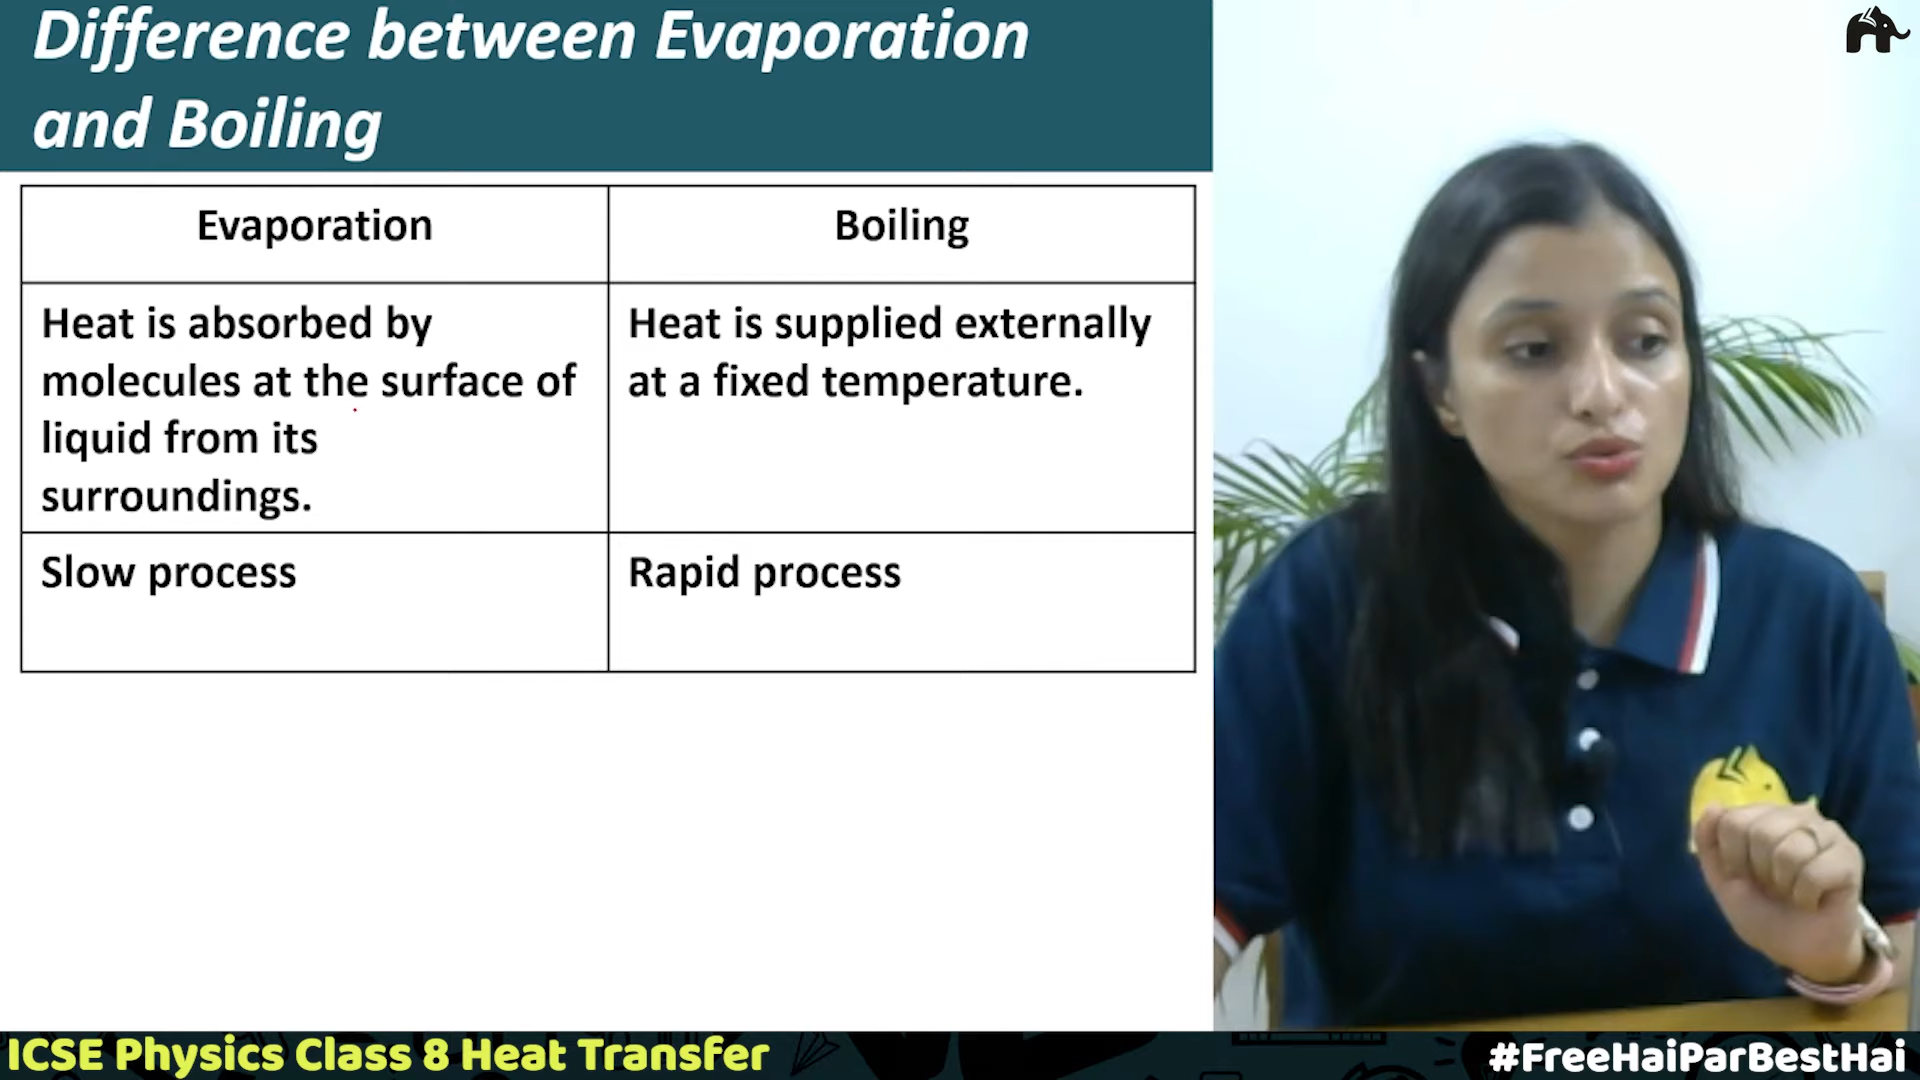 Difference between Evaporation
and Boiling
Evaporation
Boiling
Heat is absorbed by
molecules at the surface of
liquid from its
surroundings.
Heat is supplied externally
at a fixed temperature.
Slow process
Rapid process
ICSE Physics Class 8 Heat Transfer
#FreeHaiParBestHai